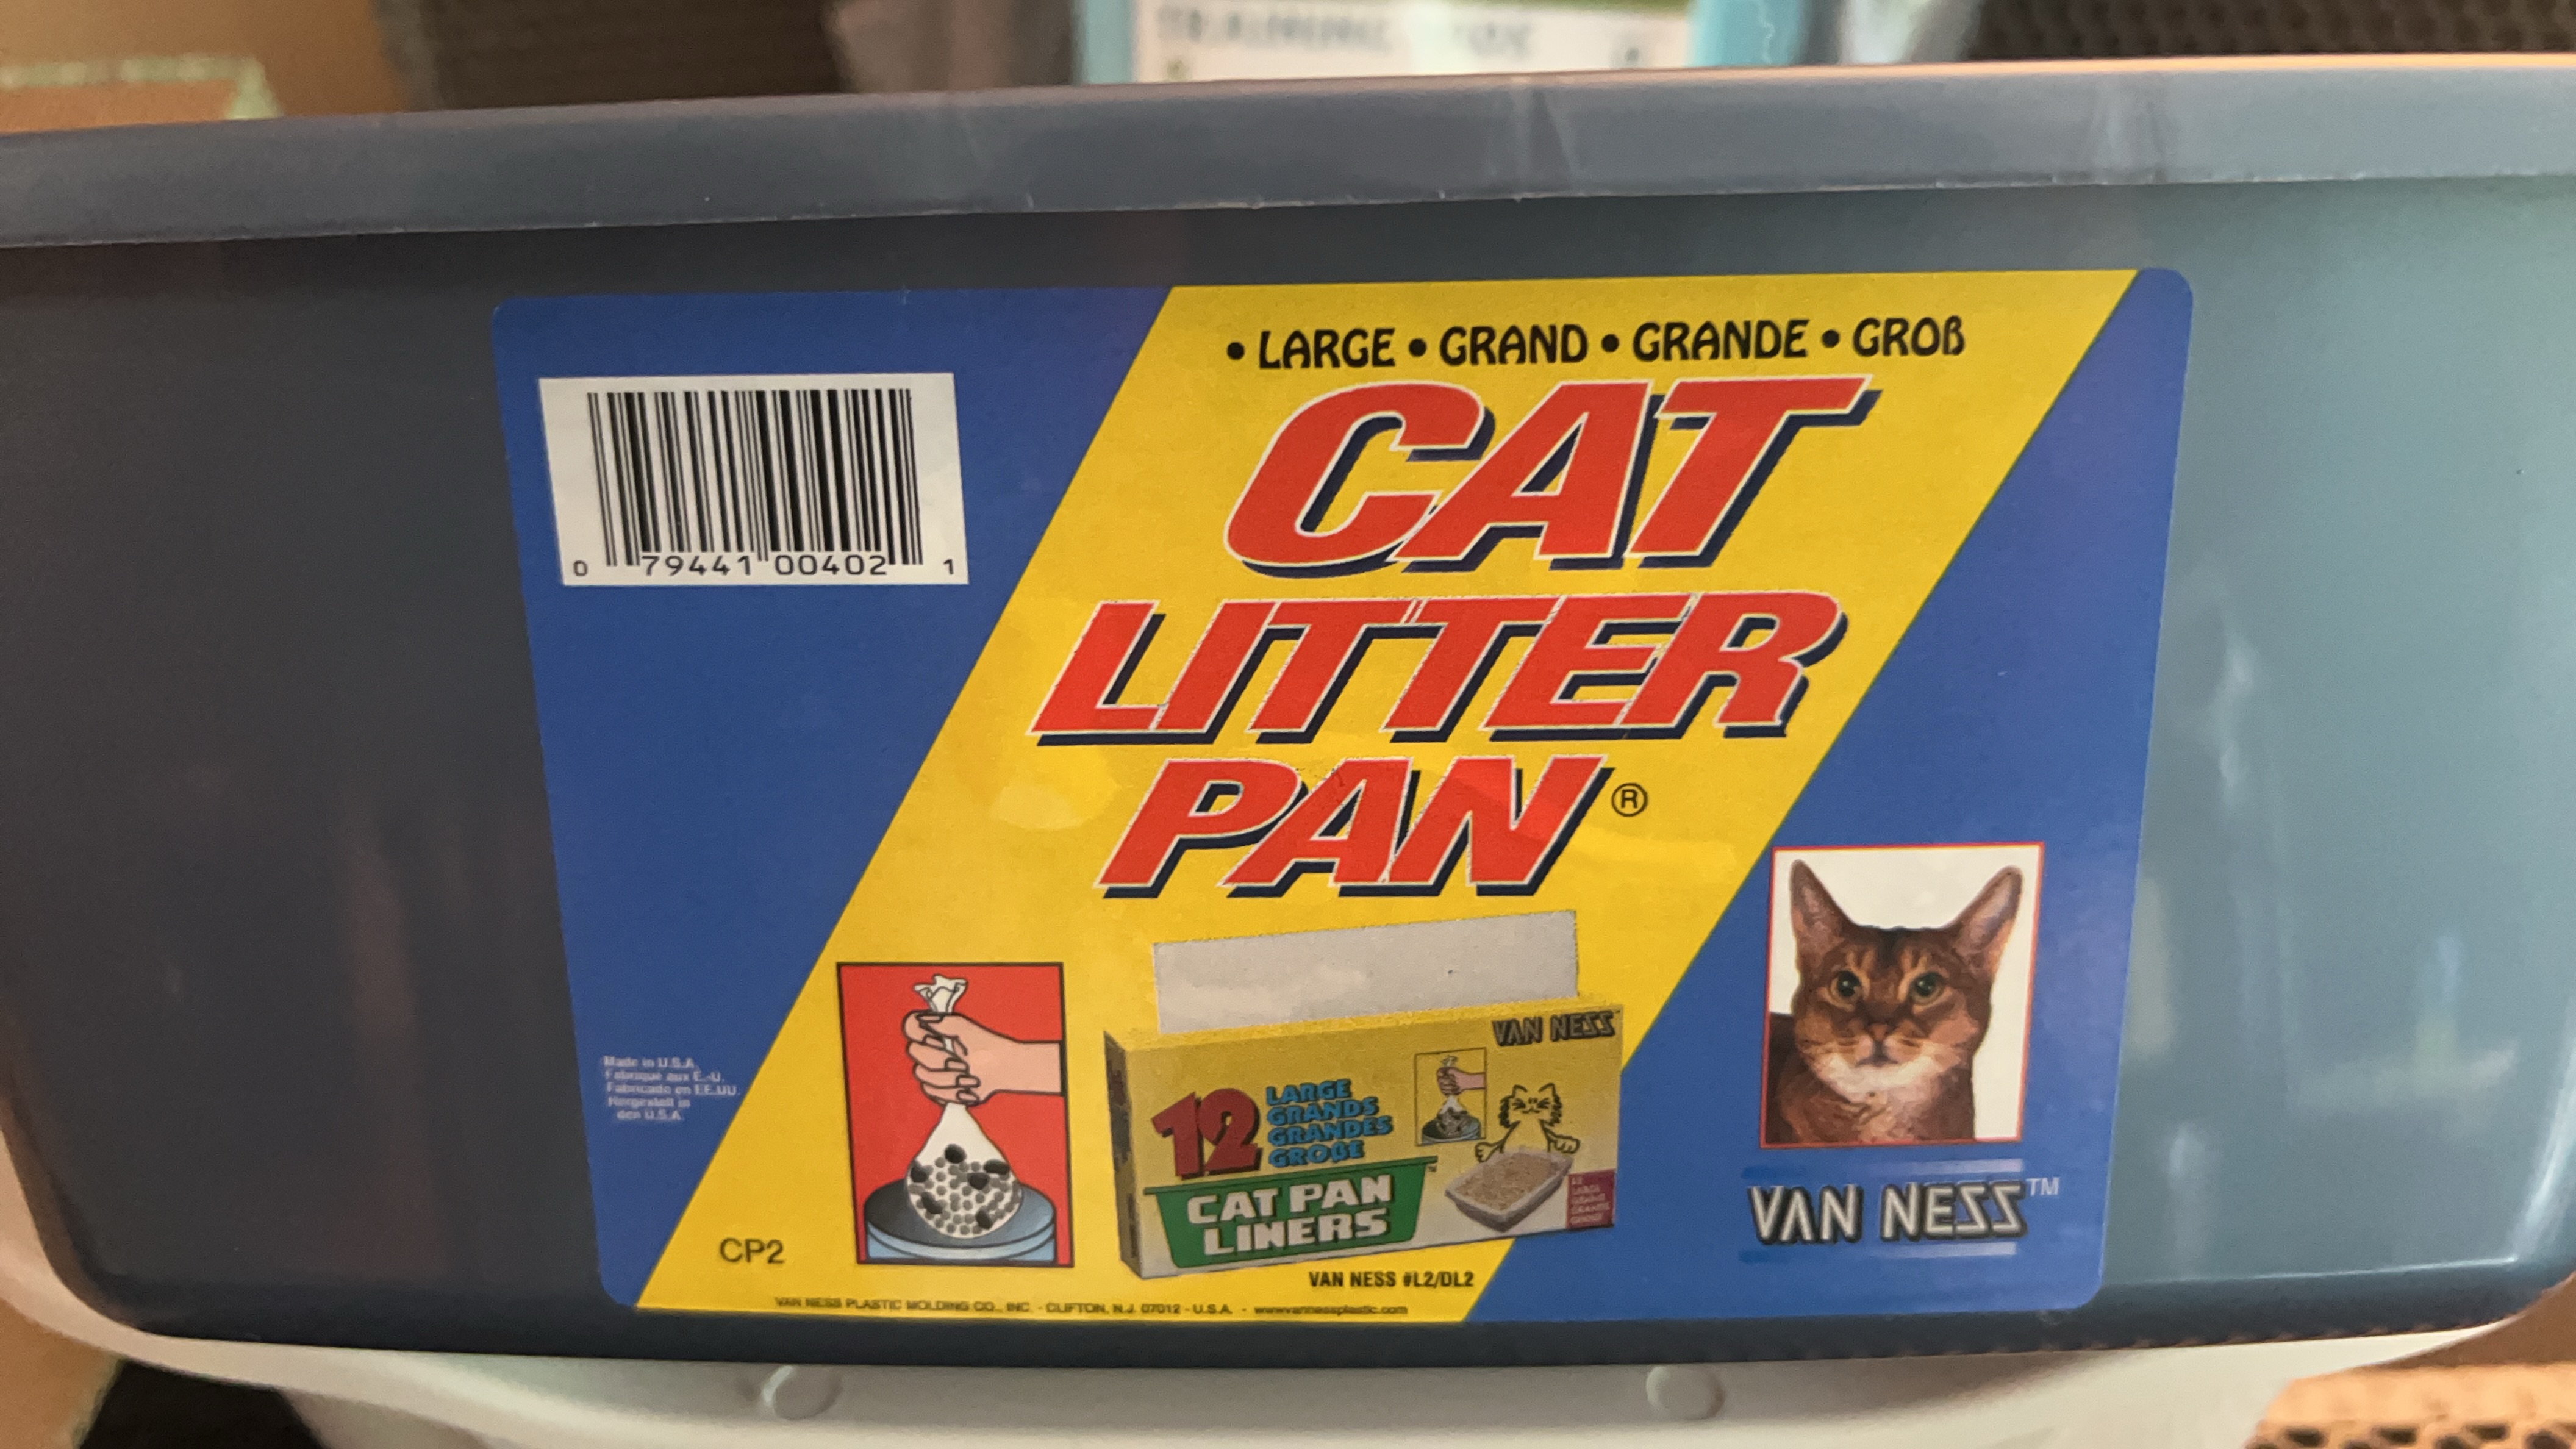 • LARGE • GRAND • GRANDE • GROß
CAT
LITTER
PAN®
0 79441 00402 1
Made in U.S.A.
Fabriqué aux E.-U.
Fabricado en EE.UU.
Hergestellt in
den U.S.A.
VAN NESS
12
LARGE
GRANDS
GRANDES
GROßE
CAT PAN
LINERS
VAN NESS™
CP2
VAN NESS #L2/DL2
VAN NESS PLASTIC MOLDING CO., INC. - CLIFTON, N.J. 07012 - U.S.A. - www.vannessplastic.com